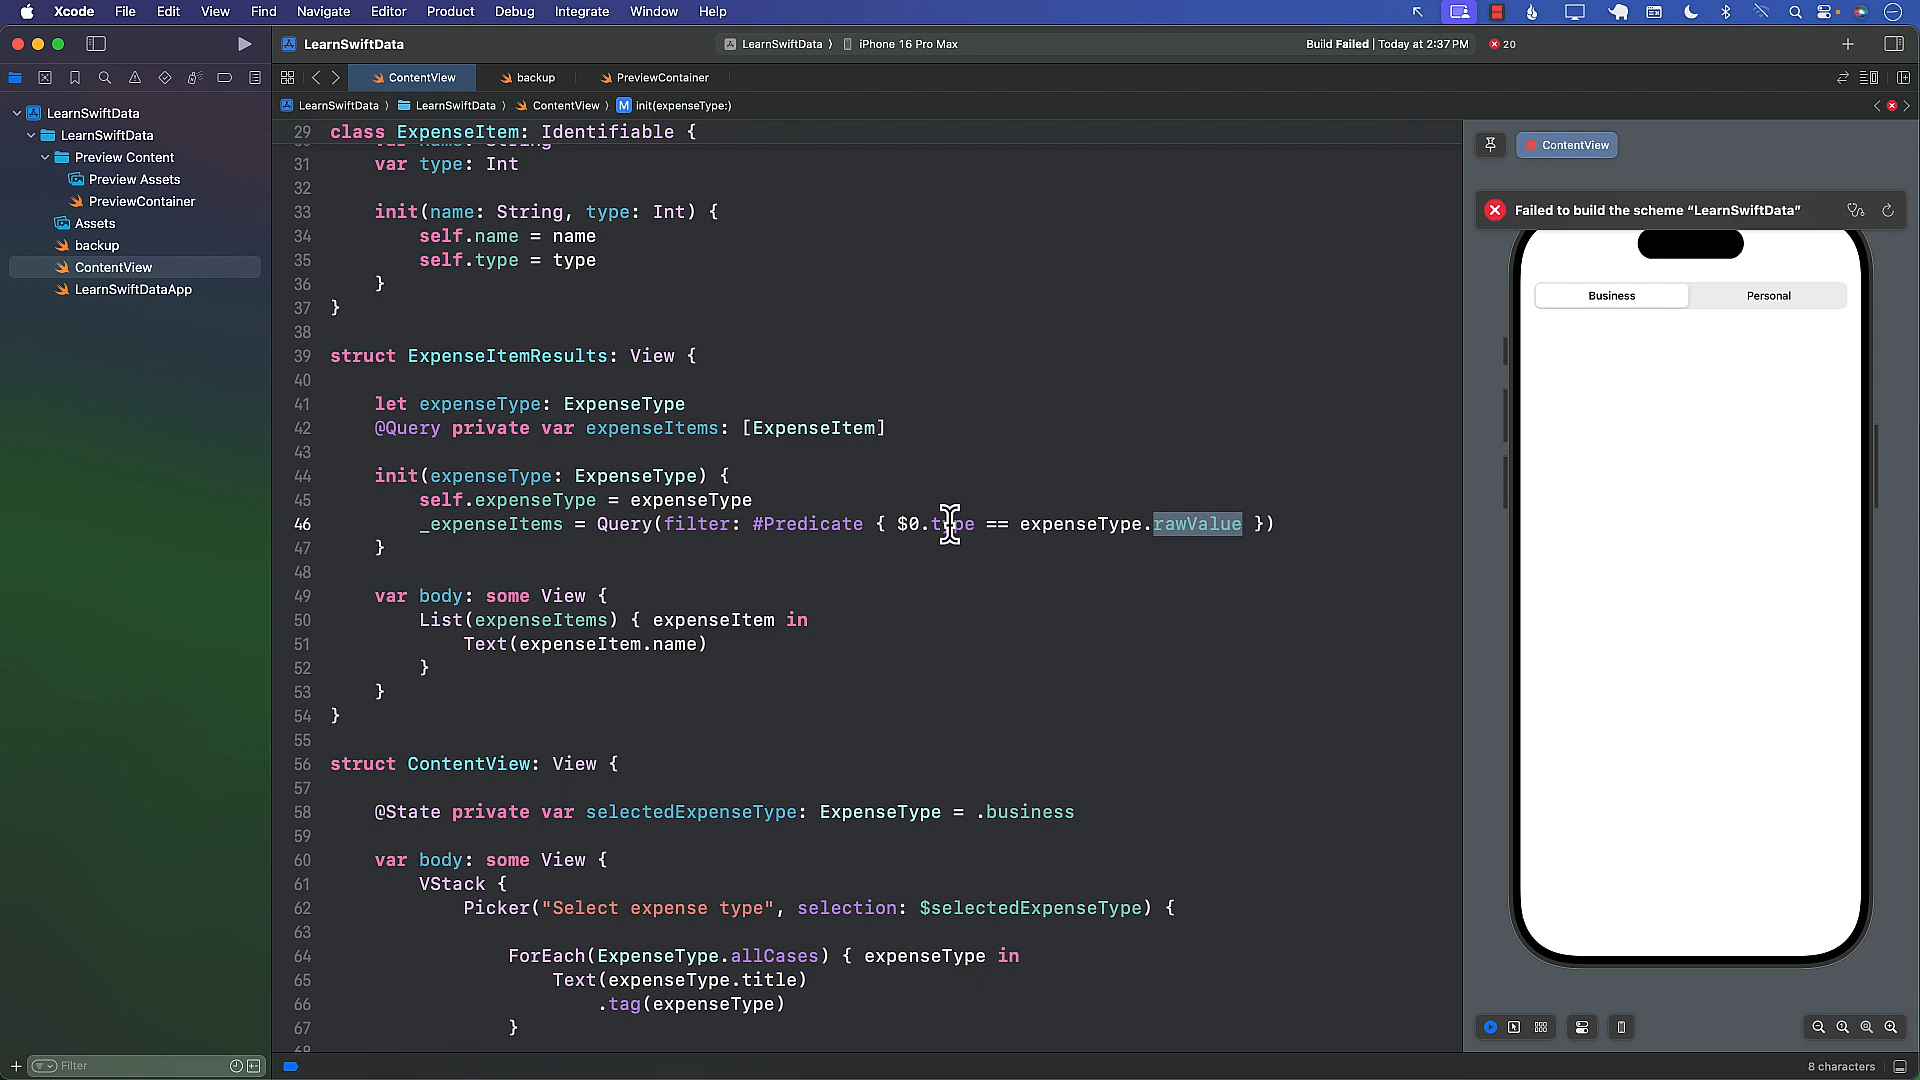 Xcode File Edit View Find Navigate Editor Product Debug Integrate Window Help
LearnSwiftData
LearnSwiftData 〉 iPhone 16 Pro Max
Build Failed | Today at 2:37 PM
20
ContentView
backup
PreviewContainer
LearnSwiftData 〉 LearnSwiftData 〉 ContentView 〉 M init(expenseType:)
LearnSwiftData
LearnSwiftData
Preview Content
Preview Assets
PreviewContainer
Assets
backup
ContentView
LearnSwiftDataApp
Filter
29 class ExpenseItem: Identifiable {
31 var type: Int
32
33 init(name: String, type: Int) {
34 self.name = name
35 self.type = type
36 }
37 }
38
39 struct ExpenseItemResults: View {
40
41 let expenseType: ExpenseType
42 @Query private var expenseItems: [ExpenseItem]
43
44 init(expenseType: ExpenseType) {
45 self.expenseType = expenseType
46 _expenseItems = Query(filter: #Predicate { $0.type == expenseType.rawValue })
47 }
48
49 var body: some View {
50 List(expenseItems) { expenseItem in
51 Text(expenseItem.name)
52 }
53 }
54 }
55
56 struct ContentView: View {
57
58 @State private var selectedExpenseType: ExpenseType = .business
59
60 var body: some View {
61 VStack {
62 Picker("Select expense type", selection: $selectedExpenseType) {
63
64 ForEach(ExpenseType.allCases) { expenseType in
65 Text(expenseType.title)
66 .tag(expenseType)
67 }
ContentView
Failed to build the scheme “LearnSwiftData”
Business Personal
8 characters